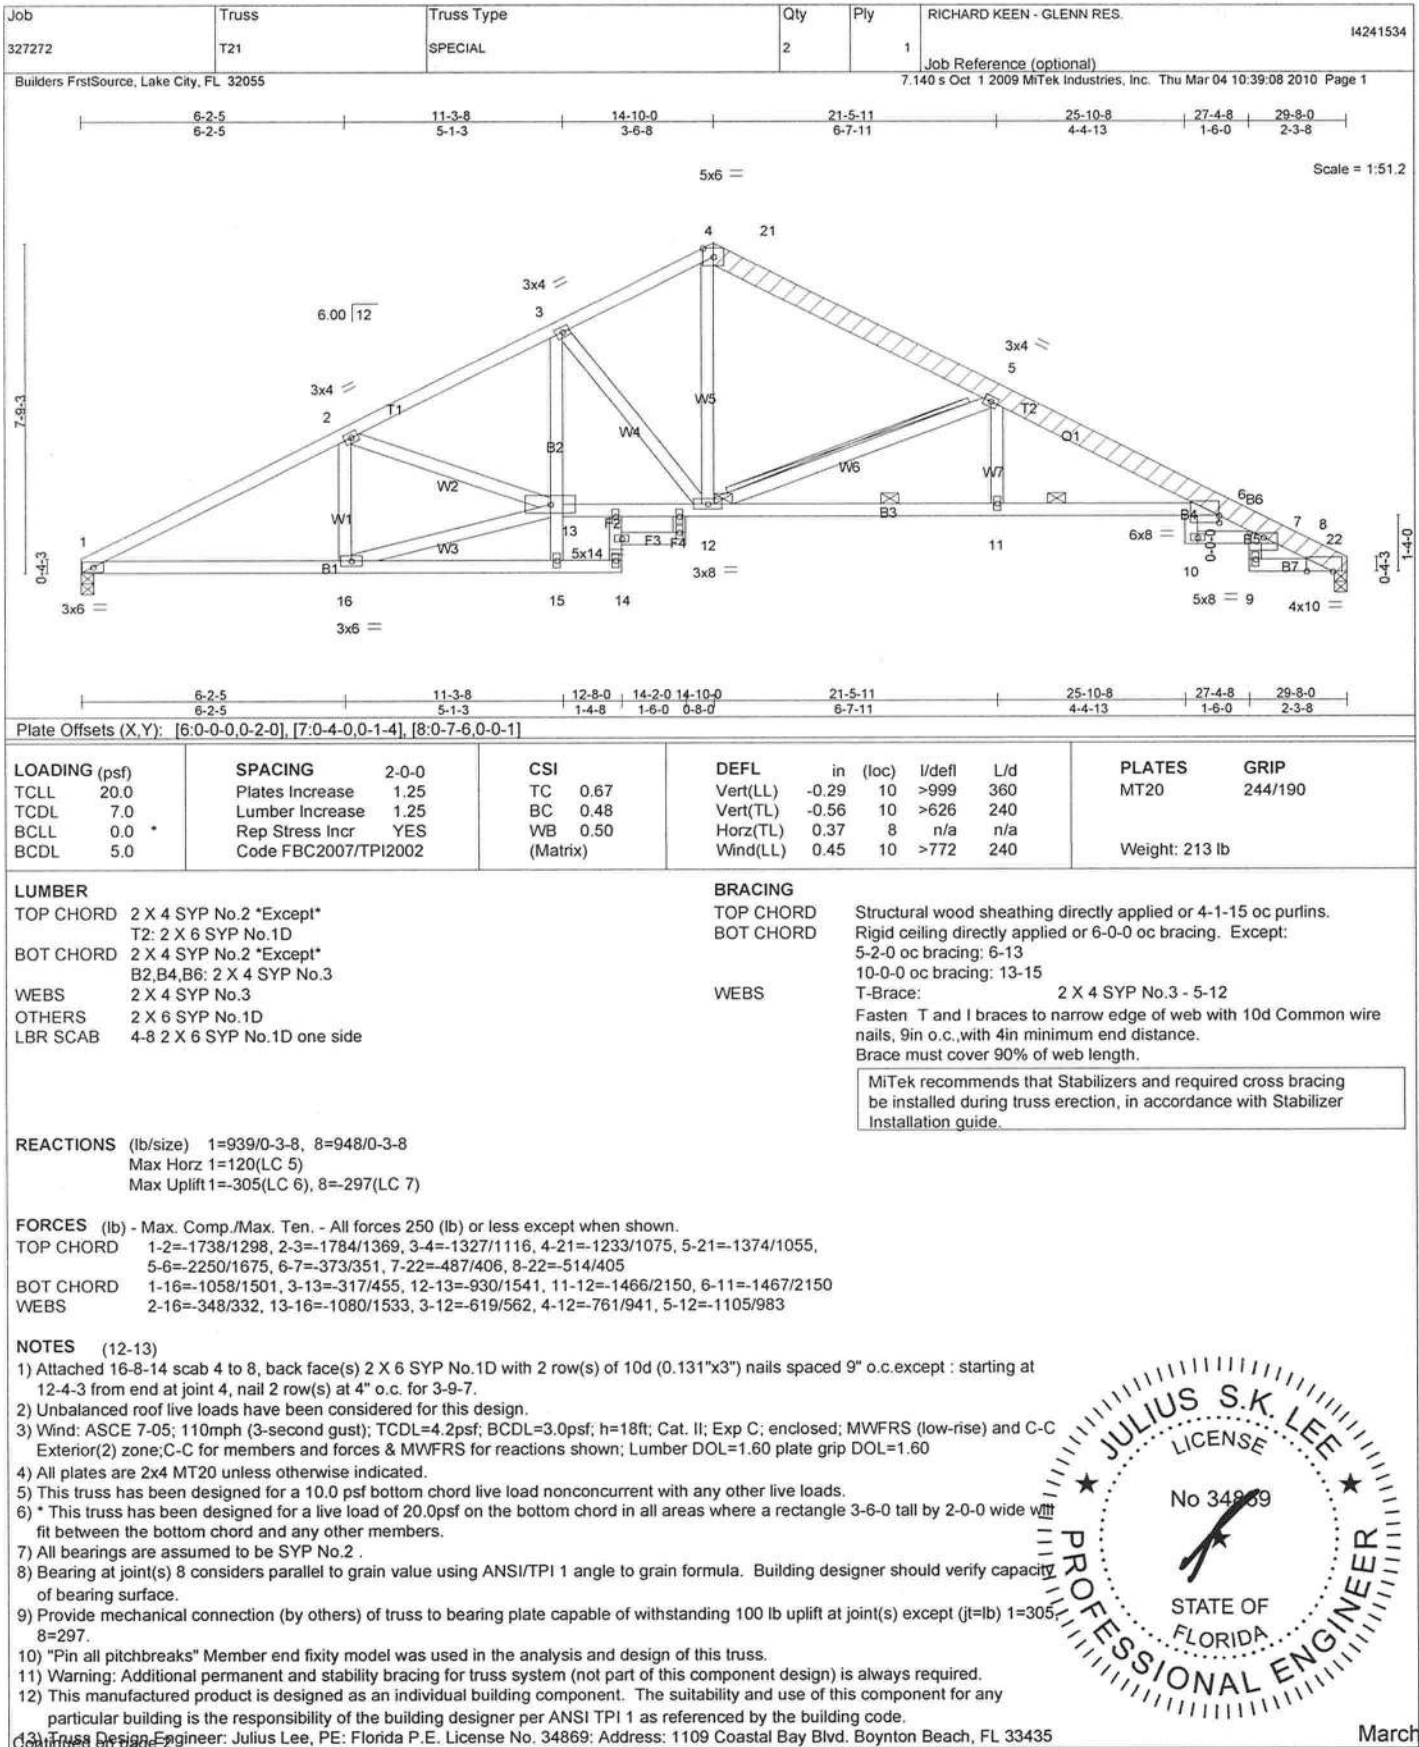 Job
Truss
Truss Type
Qty
Ply
RICHARD KEEN - GLENN RES.
327272
T21
SPECIAL
2
1
I4241534
Job Reference (optional)
Builders FrstSource, Lake City, FL 32055
7.140 s Oct 1 2009 MiTek Industries, Inc. Thu Mar 04 10:39:08 2010 Page 1
6-2-5 11-3-8 14-10-0 21-5-11 25-10-8 27-4-8 29-8-0
6-2-5 5-1-3 3-6-8 6-7-11 4-4-13 1-6-0 2-3-8
Scale = 1:51.2
5x6 =
4 21
3x4 =
3
6.00 12
3x4 =
5
3x4 =
2
T1
T2
O1
7-9-3
W5
B2
W4
W6
W7
W2
W1
W3
B3
B4
6 B6
7 8
22
13
F2
F3 F4
5x14
12
3x8 =
11
6x8 =
0-0-0
B5
B7
10
5x8 = 9
4x10 =
1
0-4-3
B1
3x6 =
16
15
14
3x6 =
0-4-3
1-4-0
6-2-5 11-3-8 12-8-0 14-2-0 14-10-0 21-5-11 25-10-8 27-4-8 29-8-0
6-2-5 5-1-3 1-4-8 1-6-0 0-8-0 6-7-11 4-4-13 1-6-0 2-3-8
Plate Offsets (X,Y): [6:0-0-0,0-2-0], [7:0-4-0,0-1-4], [8:0-7-6,0-0-1]
LOADING (psf)
TCLL 20.0
TCDL 7.0
BCLL 0.0 *
BCDL 5.0
SPACING 2-0-0
Plates Increase 1.25
Lumber Increase 1.25
Rep Stress Incr YES
Code FBC2007/TPI2002
CSI
TC 0.67
BC 0.48
WB 0.50
(Matrix)
DEFL in (loc) l/defl L/d
Vert(LL) -0.29 10 >999 360
Vert(TL) -0.56 10 >626 240
Horz(TL) 0.37 8 n/a n/a
Wind(LL) 0.45 10 >772 240
PLATES GRIP
MT20 244/190
Weight: 213 lb
LUMBER
TOP CHORD 2 X 4 SYP No.2 *Except*
T2: 2 X 6 SYP No.1D
BOT CHORD 2 X 4 SYP No.2 *Except*
B2,B4,B6: 2 X 4 SYP No.3
WEBS 2 X 4 SYP No.3
OTHERS 2 X 6 SYP No.1D
LBR SCAB 4-8 2 X 6 SYP No.1D one side
BRACING
TOP CHORD Structural wood sheathing directly applied or 4-1-15 oc purlins.
BOT CHORD Rigid ceiling directly applied or 6-0-0 oc bracing. Except:
5-2-0 oc bracing: 6-13
10-0-0 oc bracing: 13-15
WEBS T-Brace: 2 X 4 SYP No.3 - 5-12
Fasten T and I braces to narrow edge of web with 10d Common wire
nails, 9in o.c.,with 4in minimum end distance.
Brace must cover 90% of web length.
MiTek recommends that Stabilizers and required cross bracing
be installed during truss erection, in accordance with Stabilizer
Installation guide.
REACTIONS (lb/size) 1=939/0-3-8, 8=948/0-3-8
Max Horz 1=120(LC 5)
Max Uplift 1=-305(LC 6), 8=-297(LC 7)
FORCES (lb) - Max. Comp./Max. Ten. - All forces 250 (lb) or less except when shown.
TOP CHORD 1-2=-1738/1298, 2-3=-1784/1369, 3-4=-1327/1116, 4-21=-1233/1075, 5-21=-1374/1055,
5-6=-2250/1675, 6-7=-373/351, 7-22=-487/406, 8-22=-514/405
BOT CHORD 1-16=-1058/1501, 3-13=-317/455, 12-13=-930/1541, 11-12=-1466/2150, 6-11=-1467/2150
WEBS 2-16=-348/332, 13-16=-1080/1533, 3-12=-619/562, 4-12=-761/941, 5-12=-1105/983
NOTES (12-13)
1) Attached 16-8-14 scab 4 to 8, back face(s) 2 X 6 SYP No.1D with 2 row(s) of 10d (0.131"x3") nails spaced 9" o.c.except : starting at
12-4-3 from end at joint 4, nail 2 row(s) at 4" o.c. for 3-9-7.
2) Unbalanced roof live loads have been considered for this design.
3) Wind: ASCE 7-05; 110mph (3-second gust); TCDL=4.2psf; BCDL=3.0psf; h=18ft; Cat. II; Exp C; enclosed; MWFRS (low-rise) and C-C
Exterior(2) zone;C-C for members and forces & MWFRS for reactions shown; Lumber DOL=1.60 plate grip DOL=1.60
4) All plates are 2x4 MT20 unless otherwise indicated.
5) This truss has been designed for a 10.0 psf bottom chord live load nonconcurrent with any other live loads.
6) * This truss has been designed for a live load of 20.0psf on the bottom chord in all areas where a rectangle 3-6-0 tall by 2-0-0 wide will
fit between the bottom chord and any other members.
7) All bearings are assumed to be SYP No.2 .
8) Bearing at joint(s) 8 considers parallel to grain value using ANSI/TPI 1 angle to grain formula. Building designer should verify capacity
of bearing surface.
9) Provide mechanical connection (by others) of truss to bearing plate capable of withstanding 100 lb uplift at joint(s) except (jt=lb) 1=305,
8=297.
10) "Pin all pitchbreaks" Member end fixity model was used in the analysis and design of this truss.
11) Warning: Additional permanent and stability bracing for truss system (not part of this component design) is always required.
12) This manufactured product is designed as an individual building component. The suitability and use of this component for any
particular building is the responsibility of the building designer per ANSI TPI 1 as referenced by the building code.
13) Truss Design Engineer: Julius Lee, PE: Florida P.E. License No. 34869: Address: 1109 Coastal Bay Blvd. Boynton Beach, FL 33435
Continued on page 2
JULIUS S.K. LEE
LICENSE
No 34869
STATE OF
FLORIDA
PROFESSIONAL ENGINEER
March